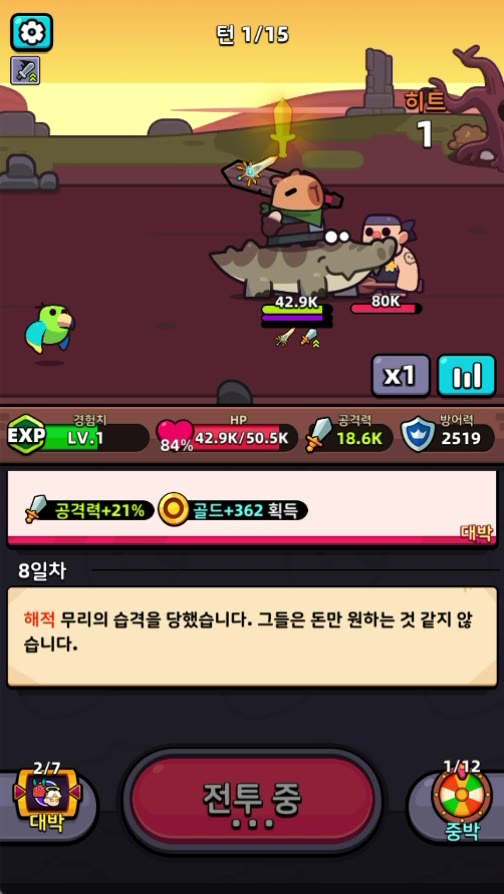 턴 1/15
히트
1
42.9K
80K
x1
경험치
EXP LV.1
HP
84% 42.9K/50.5K
공격력
18.6K
방어력
2519
공격력+21% 골드+362 획득
대박
8일차
해적 무리의 습격을 당했습니다. 그들은 돈만 원하는 것 같지 않
습니다.
2/7
대박
전투 중
...
1/12
중박